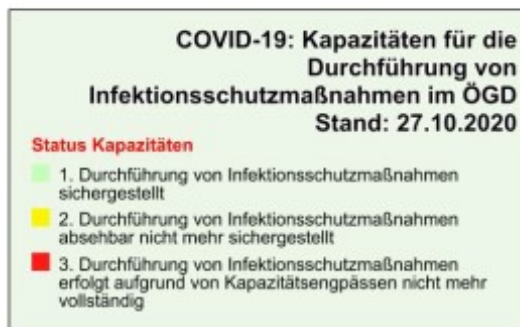 COVID-19: Kapazitäten für die
Durchführung von
Infektionsschutzmaßnahmen im ÖGD
Stand: 27.10.2020
Status Kapazitäten
1. Durchführung von Infektionsschutzmaßnahmen
sichergestellt
2. Durchführung von Infektionsschutzmaßnahmen
absehbar nicht mehr sichergestellt
3. Durchführung von Infektionsschutzmaßnahmen
erfolgt aufgrund von Kapazitätsengpässen nicht mehr
vollständig